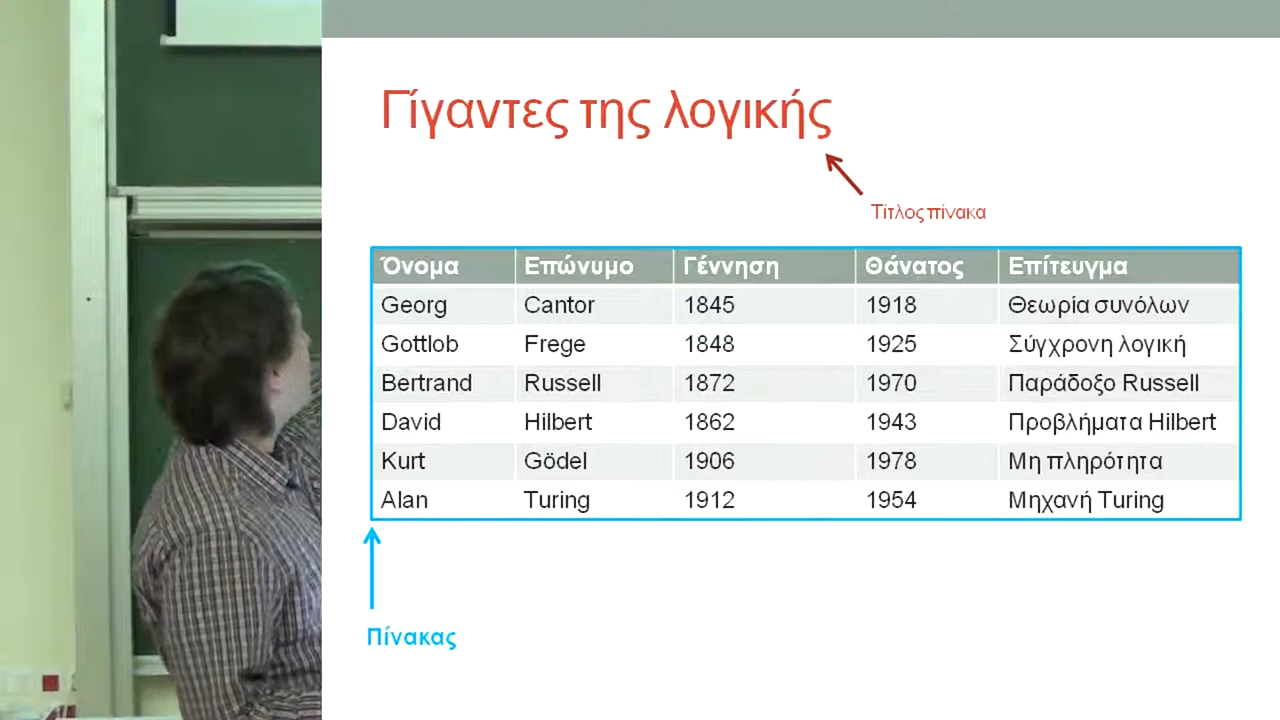 Γίγαντες της λογικής
Τίτλος πίνακα
Όνομα Επώνυμο Γέννηση Θάνατος Επίτευγμα
Georg Cantor 1845 1918 Θεωρία συνόλων
Gottlob Frege 1848 1925 Σύγχρονη λογική
Bertrand Russell 1872 1970 Παράδοξο Russell
David Hilbert 1862 1943 Προβλήματα Hilbert
Kurt Gödel 1906 1978 Μη πληρότητα
Alan Turing 1912 1954 Μηχανή Turing
Πίνακας